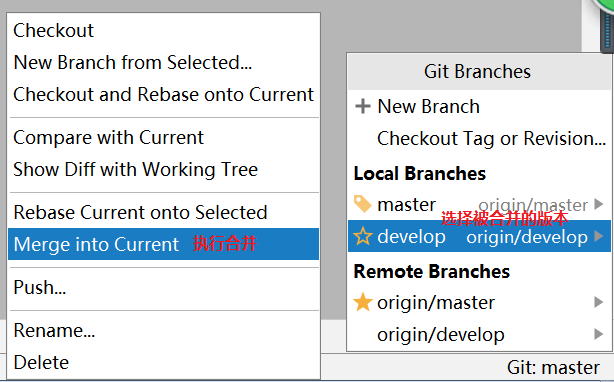 Checkout
New Branch from Selected...
Checkout and Rebase onto Current
Compare with Current
Show Diff with Working Tree
Rebase Current onto Selected
Merge into Current 执行合并
Push...
Rename...
Delete
Git Branches
New Branch
Checkout Tag or Revision...
Local Branches
master origin/master
选择被合并的版本
develop origin/develop
Remote Branches
origin/master
origin/develop
Git: master